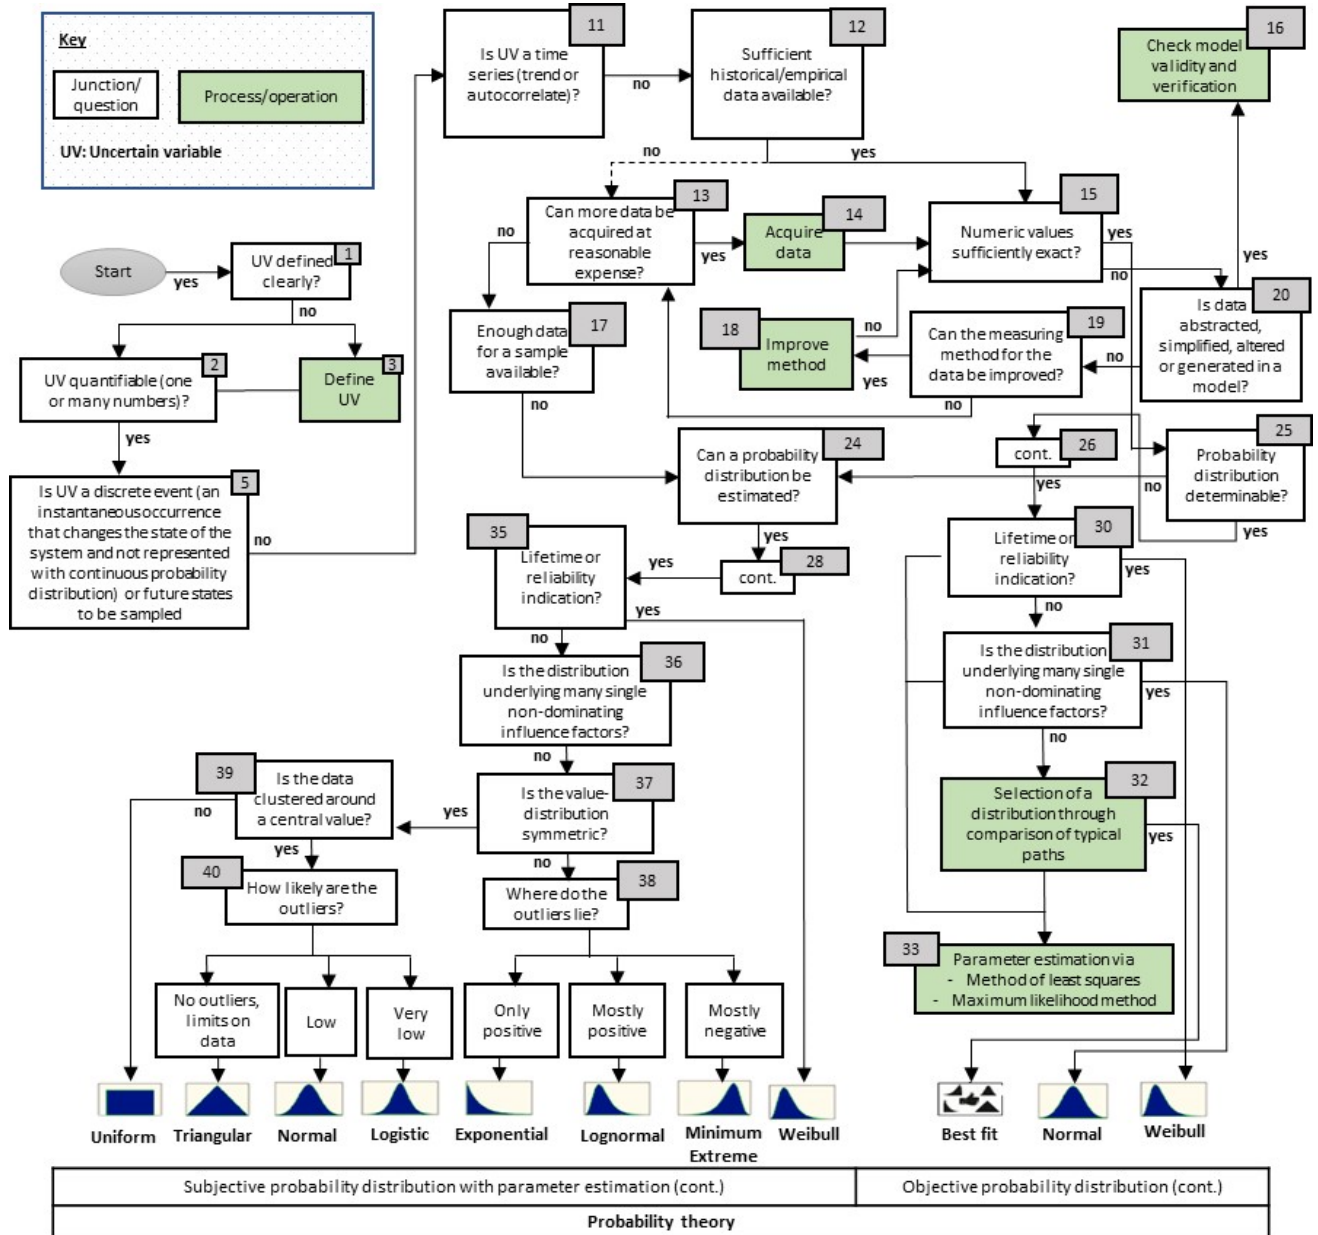 Key
Junction/
question
Process/operation
UV: Uncertain variable
11
Is UV a time
series (trend or
autocorrelate)?
no
12
Sufficient
historical/empirical
data available?
no
yes
16
Check model
validity and
verification
yes
Start
yes
1
UV defined
clearly?
no
2
UV quantifiable (one
or many numbers)?
yes
3
Define
UV
5
Is UV a discrete event (an
instantaneous occurrence
that changes the state of the
system and not represented
with continuous probability
distribution) or future states
to be sampled
no
13
Can more data be
acquired at
reasonable
expense?
no
yes
14
Acquire
data
15
Numeric values
sufficiently exact?
yes
no
17
Enough data
for a sample
available?
no
18
Improve
method
no
yes
19
Can the measuring
method for the
data be improved?
no
no
20
Is data
abstracted,
simplified, altered
or generated in a
model?
24
Can a probability
distribution be
estimated?
yes
26
cont.
yes
25
Probability
distribution
determinable?
no
yes
28
cont.
yes
35
Lifetime or
reliability
indication?
yes
no
30
Lifetime or
reliability
indication?
yes
no
36
Is the distribution
underlying many single
non-dominating
influence factors?
no
31
Is the distribution
underlying many single
non-dominating
influence factors?
yes
no
39
Is the data
clustered around
a central value?
no
yes
37
Is the value-
distribution
symmetric?
yes
no
32
Selection of a
distribution through
comparison of typical
paths
yes
40
How likely are the
outliers?
38
Where do the
outliers lie?
33
Parameter estimation via
- Method of least squares
- Maximum likelihood method
No outliers,
limits on
data
Low
Very
low
Only
positive
Mostly
positive
Mostly
negative
Uniform
Triangular
Normal
Logistic
Exponential
Lognormal
Minimum
Extreme
Weibull
Best fit
Normal
Weibull
Subjective probability distribution with parameter estimation (cont.)
Objective probability distribution (cont.)
Probability theory